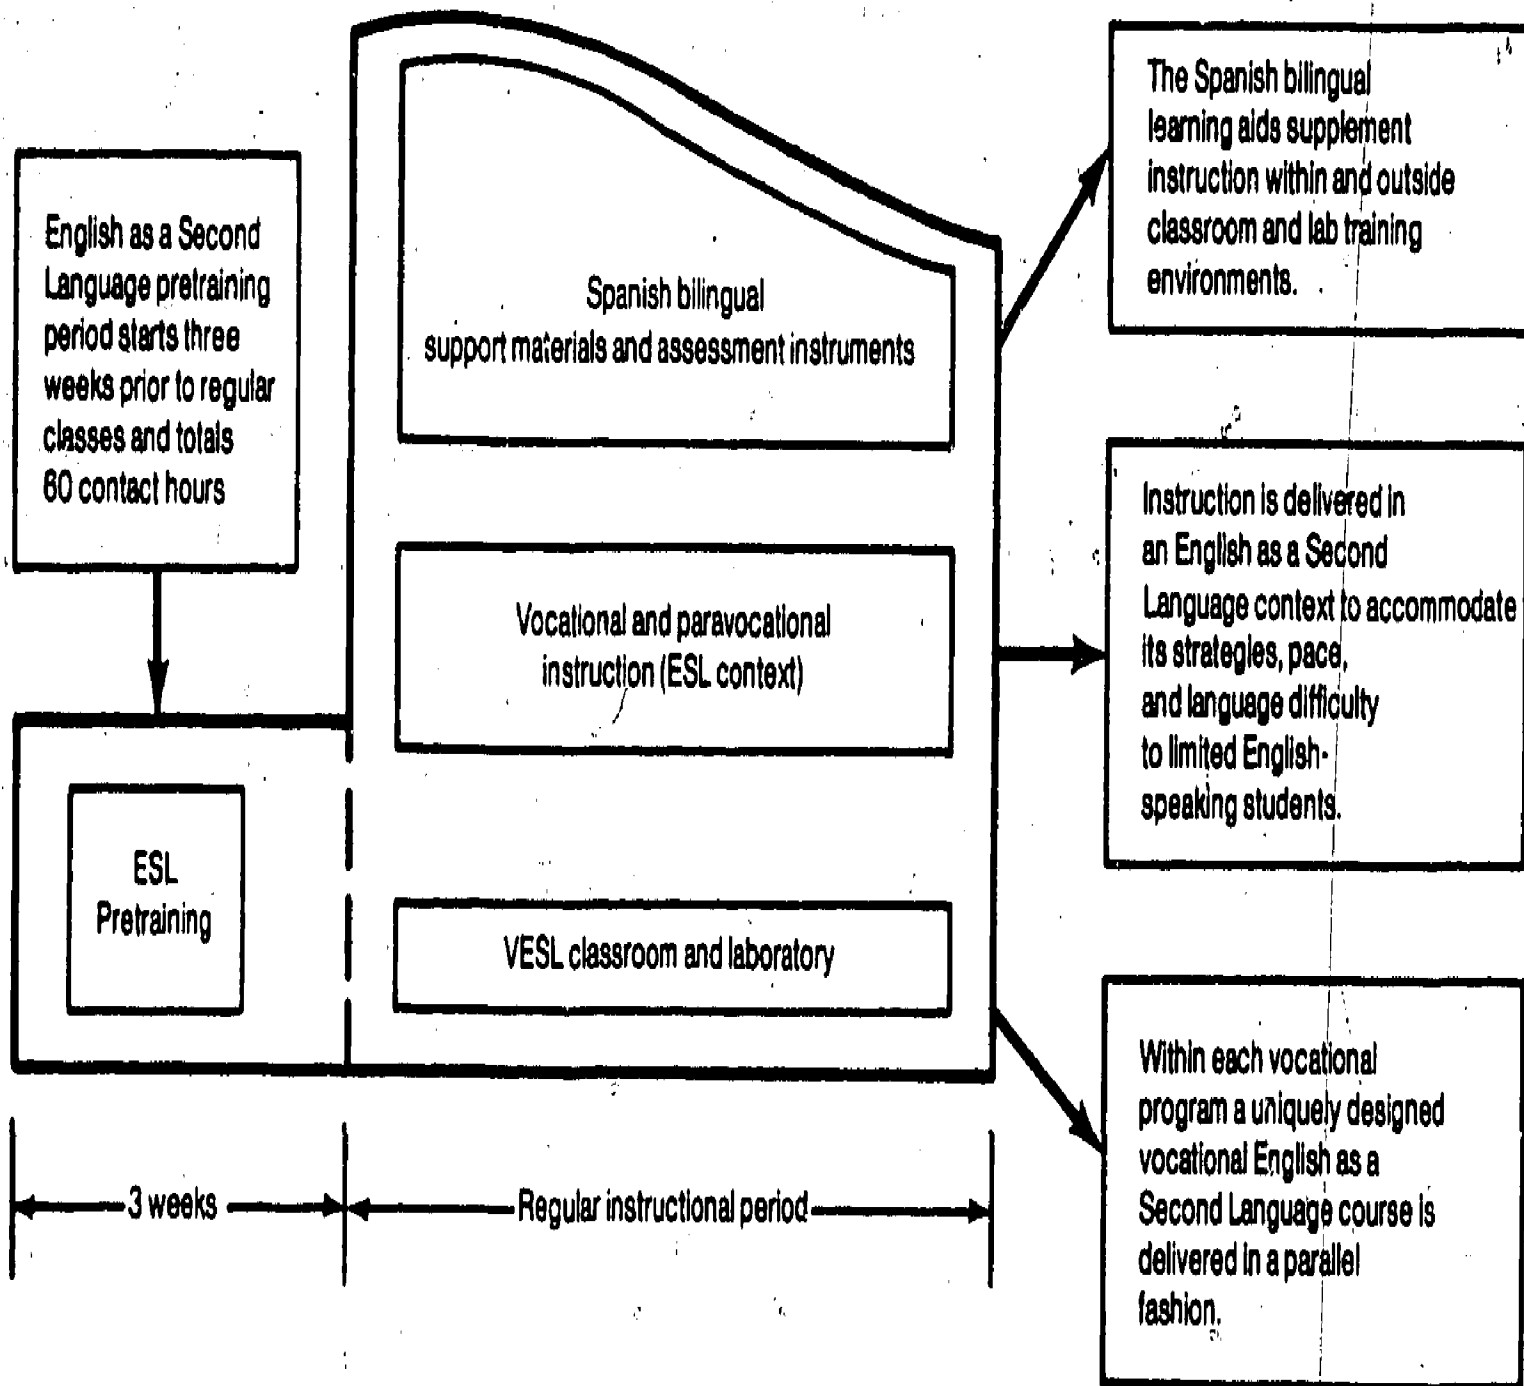 English as a Second
Language pretraining
period starts three
weeks prior to regular
classes and totals
60 contact hours
ESL
Pretraining
Spanish bilingual
support materials and assessment instruments
Vocational and paravocational
instruction (ESL context)
VESL classroom and laboratory
The Spanish bilingual
learning aids supplement
instruction within and outside
classroom and lab training
environments.
Instruction is delivered in
an English as a Second
Language context to accommodate
its strategies, pace,
and language difficulty
to limited English-
speaking students.
Within each vocational
program a uniquely designed
vocational English as a
Second Language course is
delivered in a parallel
fashion.
3 weeks
Regular instructional period